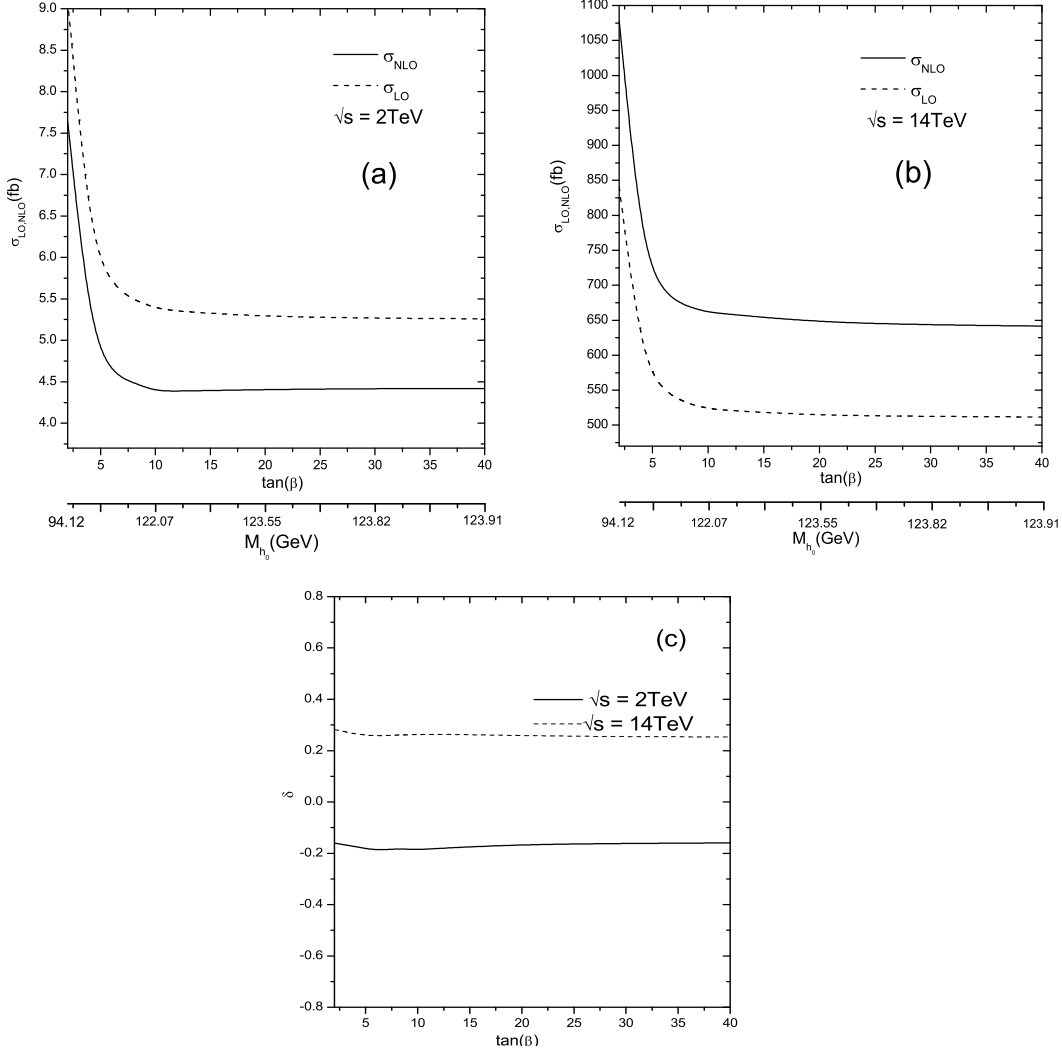 9.0
8.5
8.0
7.5
7.0
6.5
6.0
5.5
5.0
4.5
4.0
σ_LO,NLO(fb)
σ_NLO
σ_LO
√s = 2TeV
(a)
5 10 15 20 25 30 35 40
tan(β)
94.12 122.07 123.55 123.82 123.91
M_h_0(GeV)
1100
1050
1000
950
900
850
800
750
700
650
600
550
500
σ_LO,NLO(fb)
σ_NLO
σ_LO
√s = 14TeV
(b)
5 10 15 20 25 30 35 40
tan(β)
94.12 122.07 123.55 123.82 123.91
M_h_0(GeV)
0.8
0.6
0.4
0.2
0.0
-0.2
-0.4
-0.6
-0.8
δ
(c)
√s = 2TeV
√s = 14TeV
5 10 15 20 25 30 35 40
tan(β)